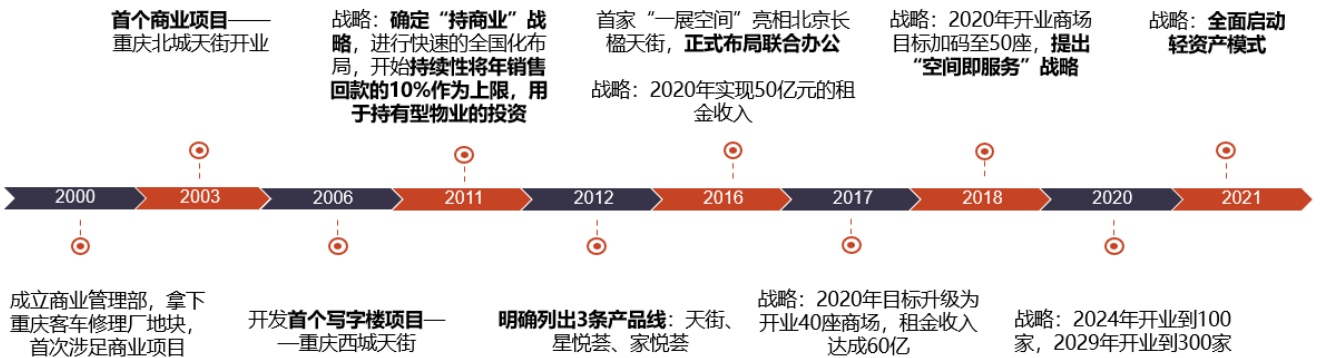 首个商业项目——
重庆北城天街开业
战略：确定“持商业”战
略，进行快速的全国化布
局，开始持续性将年销售
回款的10%作为上限，用
于持有型物业的投资
首家“一展空间”亮相北京长
楹天街，正式布局联合办公
战略：2020年实现50亿元的租
金收入
战略：2020年开业商场
目标加码至50座，提出
“空间即服务”战略
战略：全面启动
轻资产模式
2000
2003
2006
2011
2012
2016
2017
2018
2020
2021
成立商业管理部，拿下
重庆客车修理厂地块，
首次涉足商业项目
开发首个写字楼项目—
—重庆西城天街
明确列出3条产品线：天街、
星悦荟、家悦荟
战略：2020年目标升级为
开业40座商场，租金收入
达成60亿
战略：2024年开业到100
家，2029年开业到300家